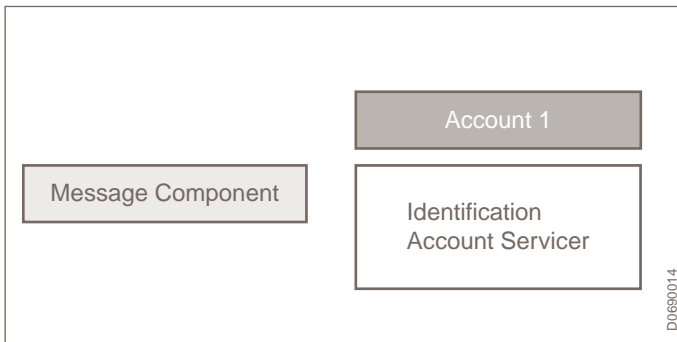 Account 1
Message Component
Identification
Account Servicer
D0690014